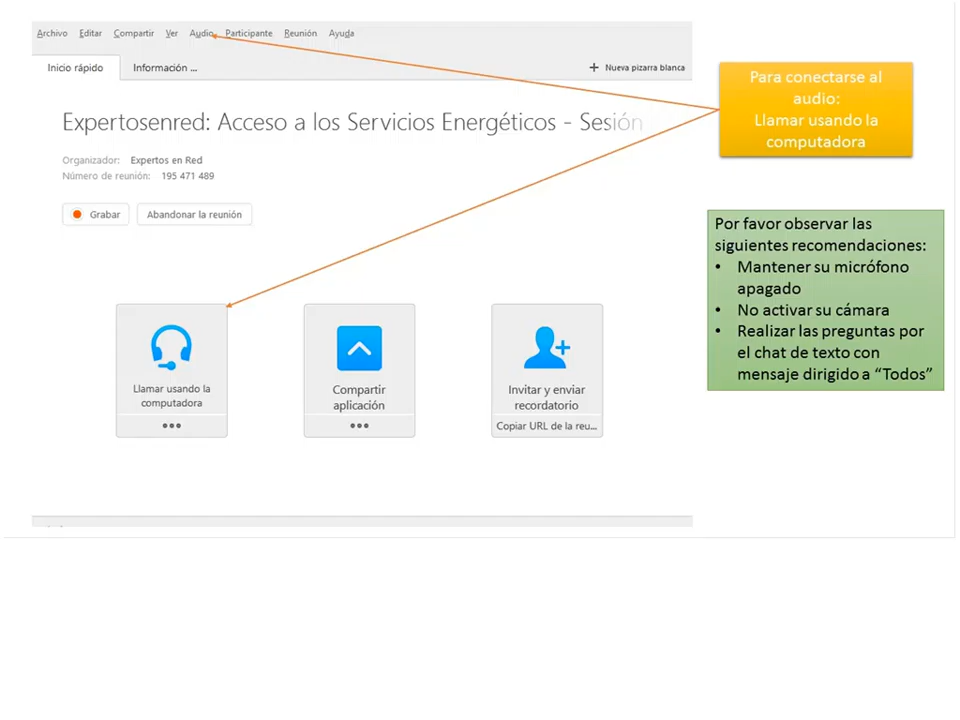 Archivo Editar Compartir Ver Audio Participante Reunión Ayuda
Inicio rápido Información ... + Nueva pizarra blanca
Expertosenred: Acceso a los Servicios Energéticos - Sesión
Organizador: Expertos en Red
Número de reunión: 195 471 489
Grabar Abandonar la reunión
Llamar usando la
computadora
Compartir
aplicación
Invitar y enviar
recordatorio
Copiar URL de la reu...
Para conectarse al
audio:
Llamar usando la
computadora
Por favor observar las
siguientes recomendaciones:
• Mantener su micrófono
apagado
• No activar su cámara
• Realizar las preguntas por
el chat de texto con
mensaje dirigido a “Todos”